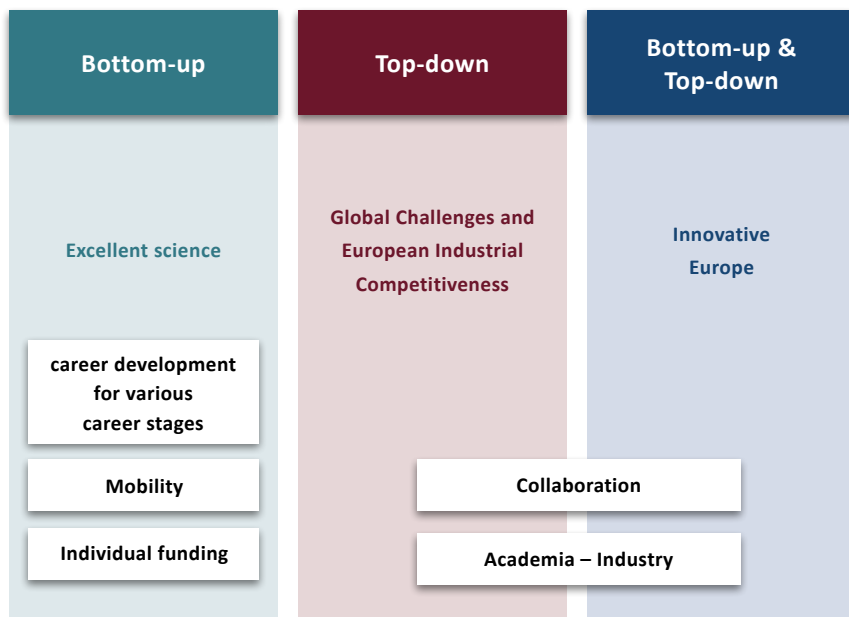 Bottom-up
Top-down
Bottom-up &
Top-down
Excellent science
Global Challenges and
European Industrial
Competitiveness
Innovative
Europe
career development
for various
career stages
Mobility
Individual funding
Collaboration
Academia – Industry